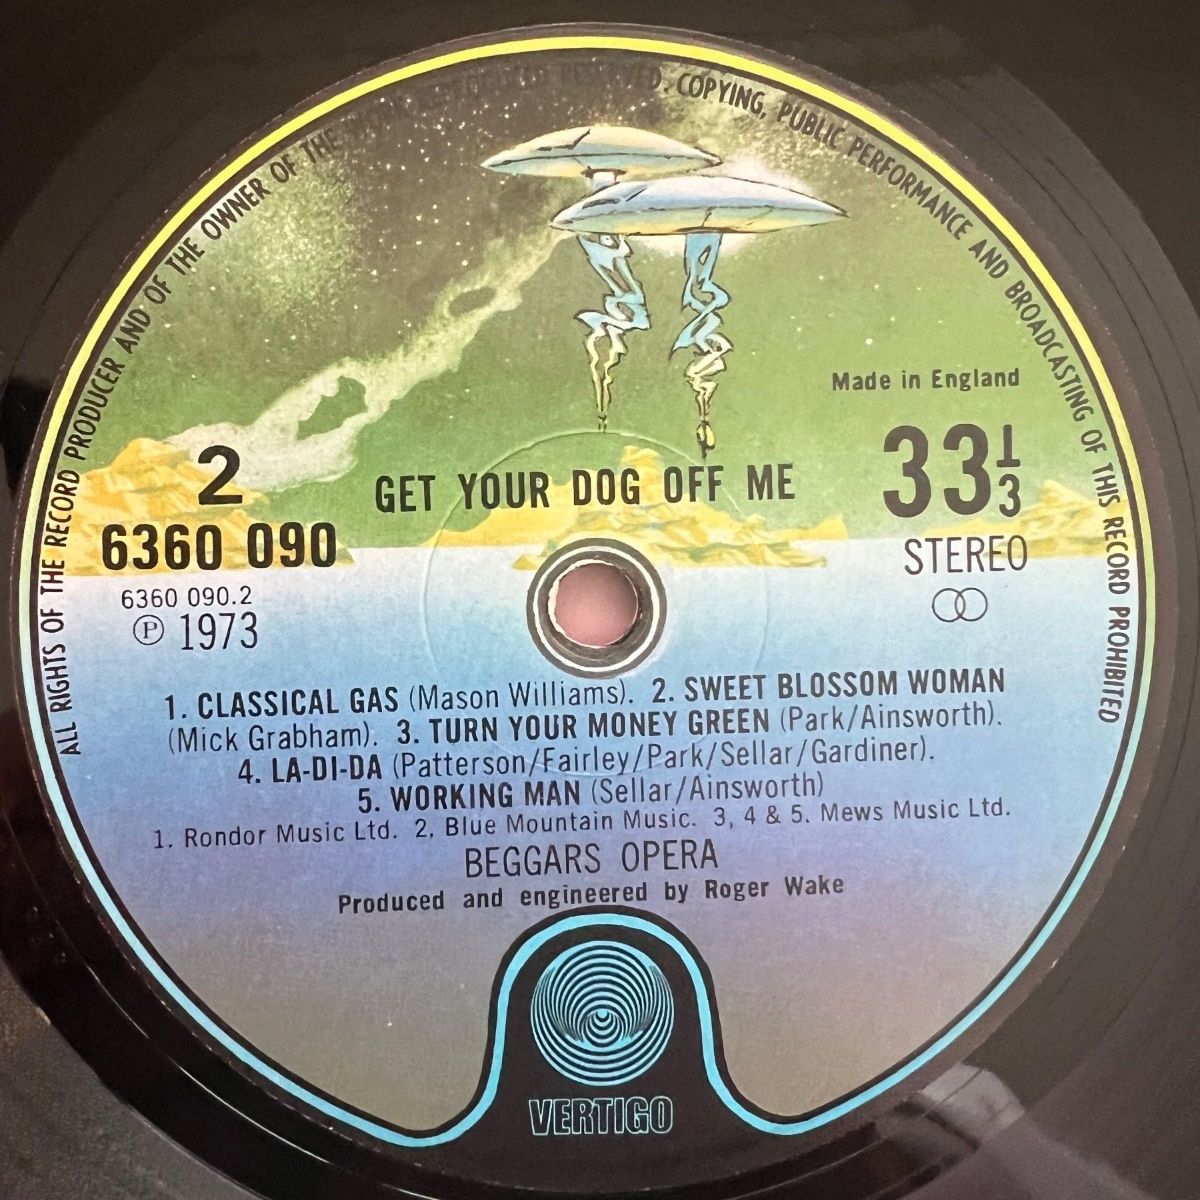 ALL RIGHTS OF THE RECORD PRODUCER AND OF THE OWNER OF THE WORK REPRODUCED RESERVED. COPYING, PUBLIC PERFORMANCE AND BROADCASTING OF THIS RECORD PROHIBITED
Made in England
2
GET YOUR DOG OFF ME
33⅓
6360 090
STEREO
6360 090.2
Ⓟ 1973
1. CLASSICAL GAS (Mason Williams). 2. SWEET BLOSSOM WOMAN
(Mick Grabham). 3. TURN YOUR MONEY GREEN (Park/Ainsworth).
4. LA-DI-DA (Patterson/Fairley/Park/Sellar/Gardiner).
5. WORKING MAN (Sellar/Ainsworth)
1. Rondor Music Ltd. 2. Blue Mountain Music. 3, 4 & 5. Mews Music Ltd.
BEGGARS OPERA
Produced and engineered by Roger Wake
VERTIGO